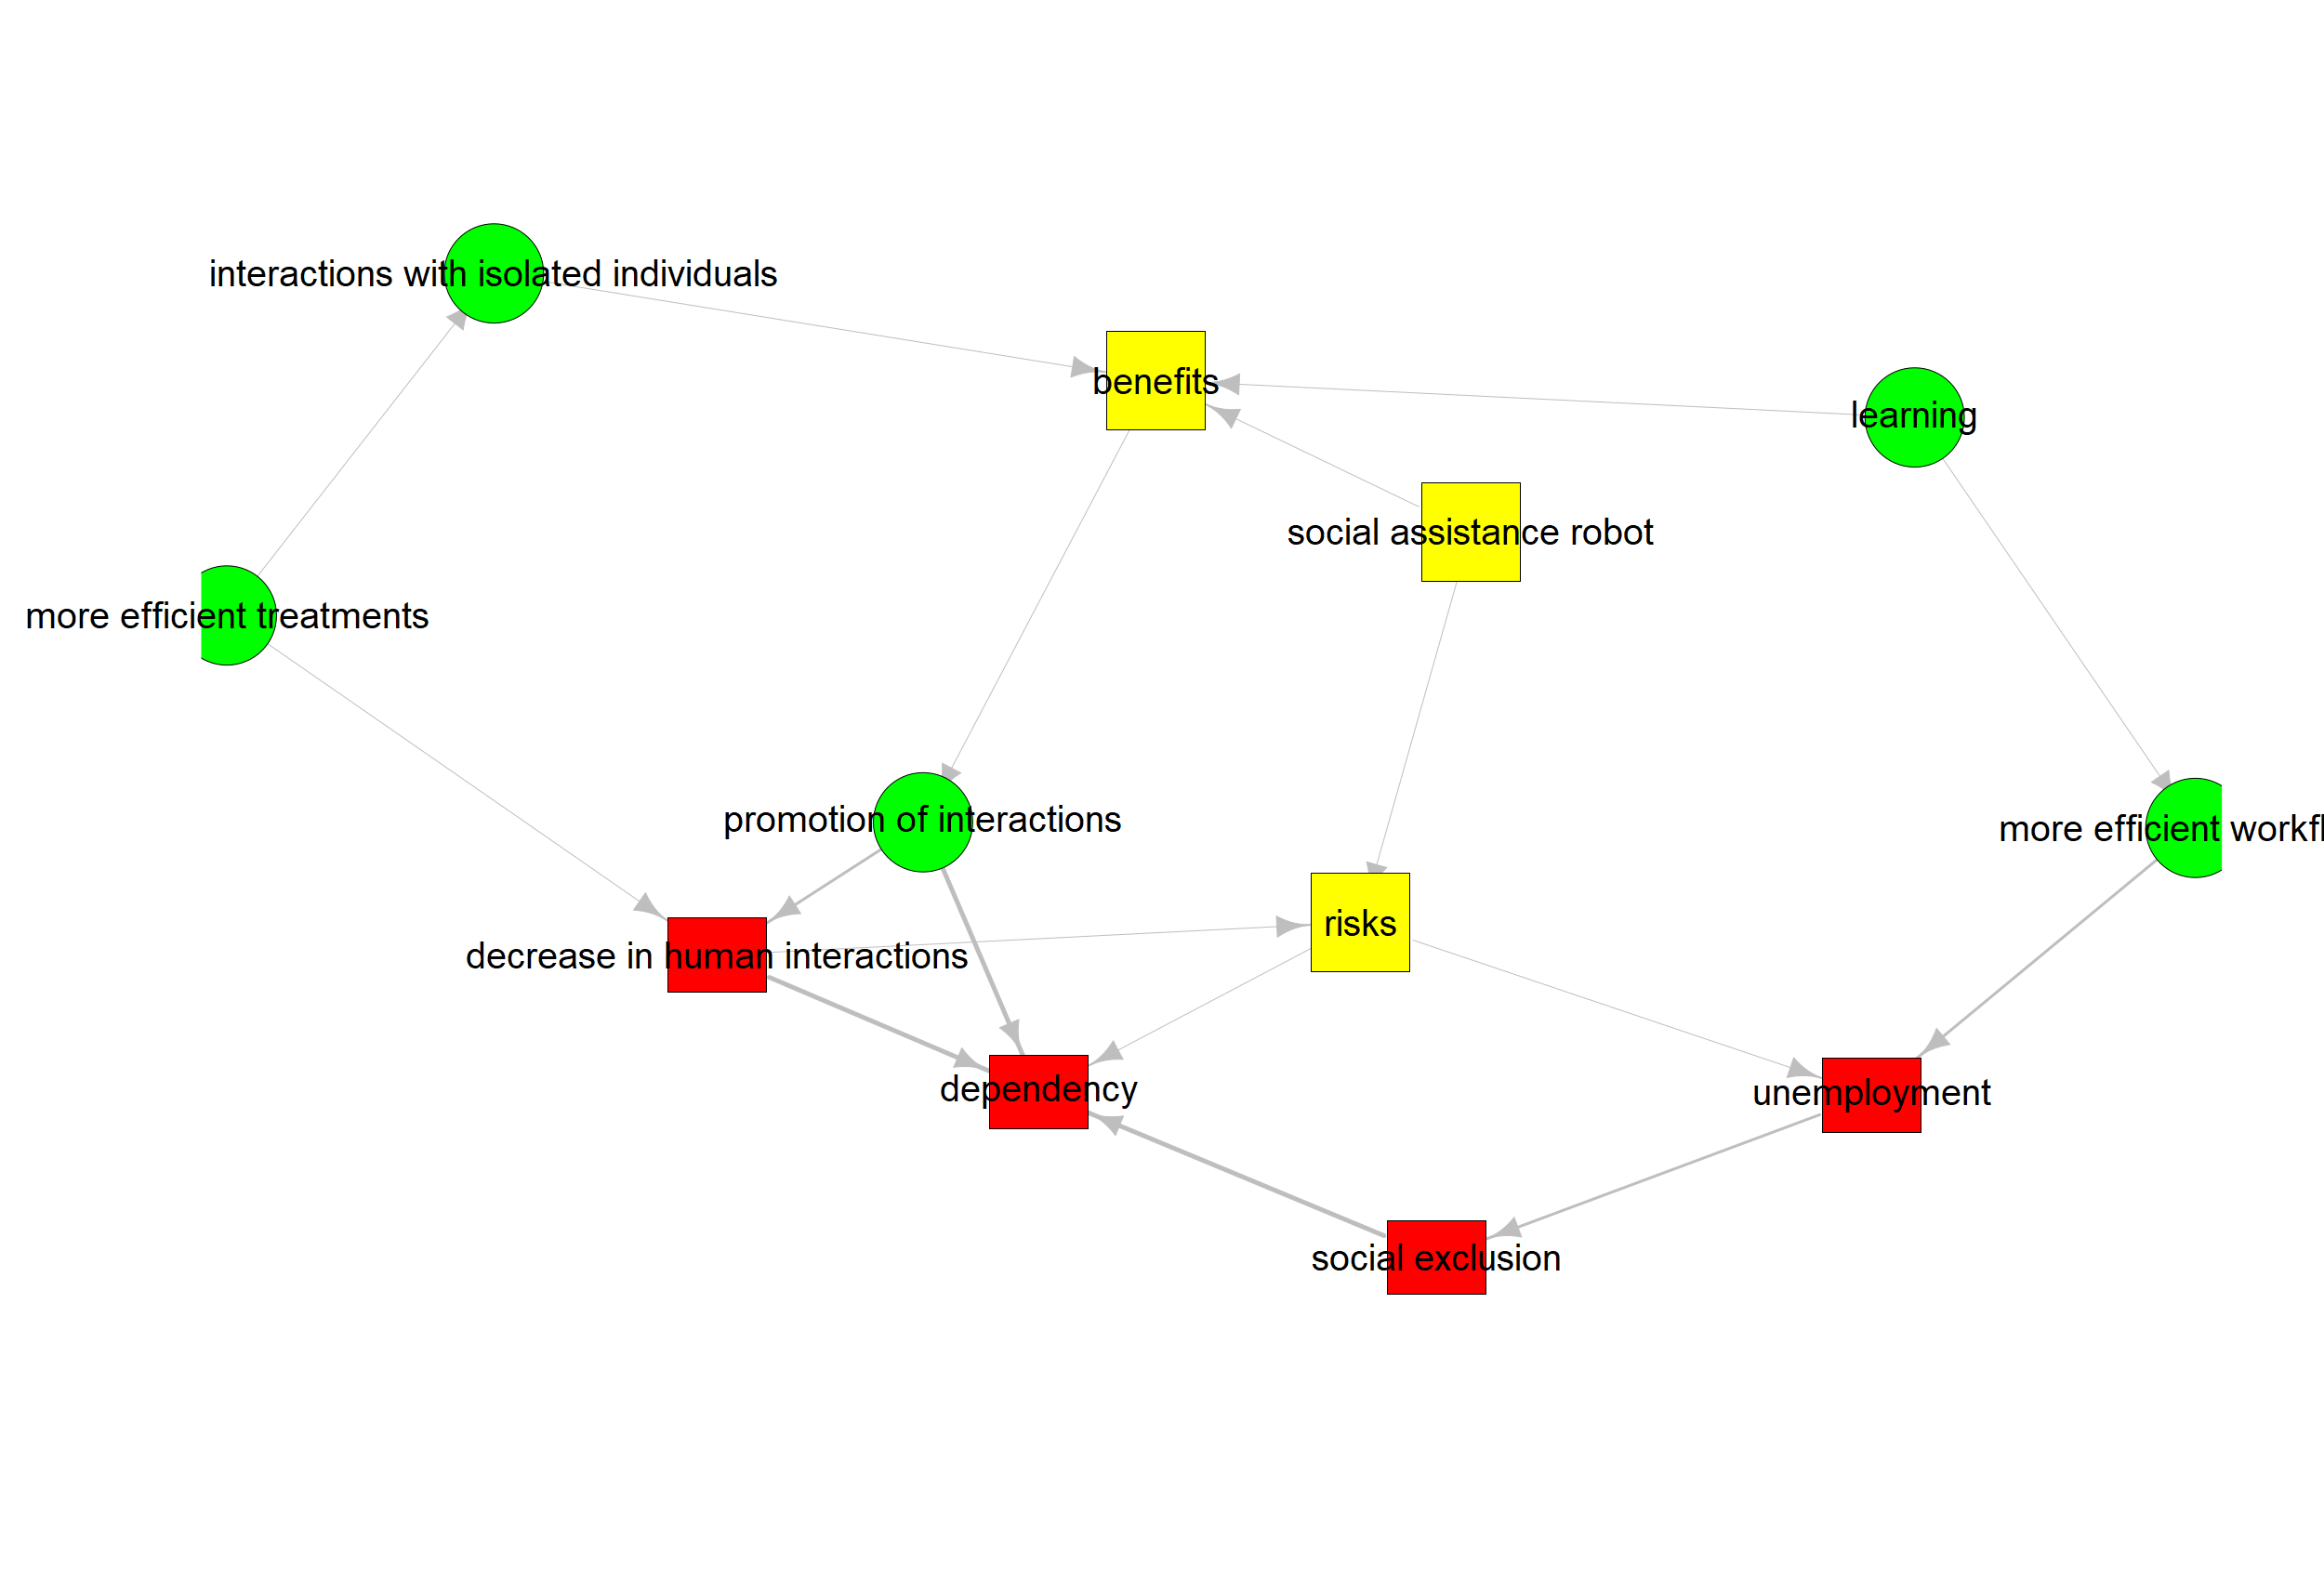 interactions with isolated individuals
benefits
learning
social assistance robot
more efficient treatments
promotion of interactions
more efficient workfl
risks
decrease in human interactions
dependency
unemployment
social exclusion